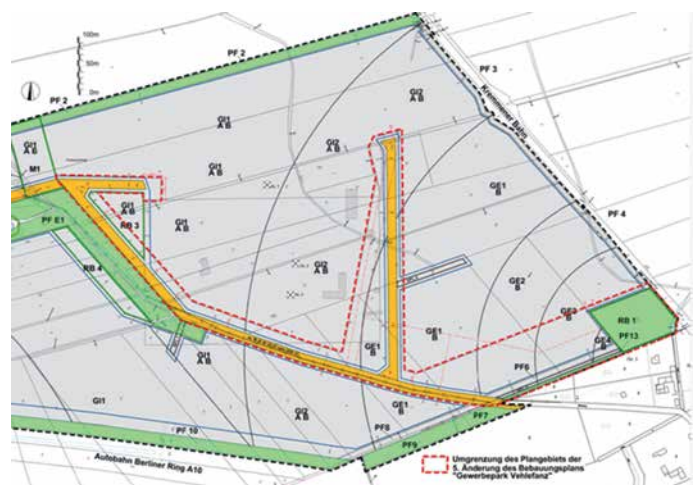 100m
50m
0m
PF 2
PF 2
PF 3
Kremmener Bahn
GI2
A B
GI1
A B
GI1
A B
GI2
A B
M1
GI1
A B
GE1
B
PF 4
GI1
A B
RB 3
GI1
A B
PF E1
RB 4
GI2
A B
GE2
B
GE3
B
RB 1
GE1
B
GE1
B
GE4
B
PF13
GI1
A B
PF6
GI1
GI2
A B
GE1
B
PF7
PF 10
PF8
PF9
Autobahn Berliner Ring A10
Umgrenzung des Plangebiets der
5. Änderung des Bebauungsplans
"Gewerbepark Vehlefanz"